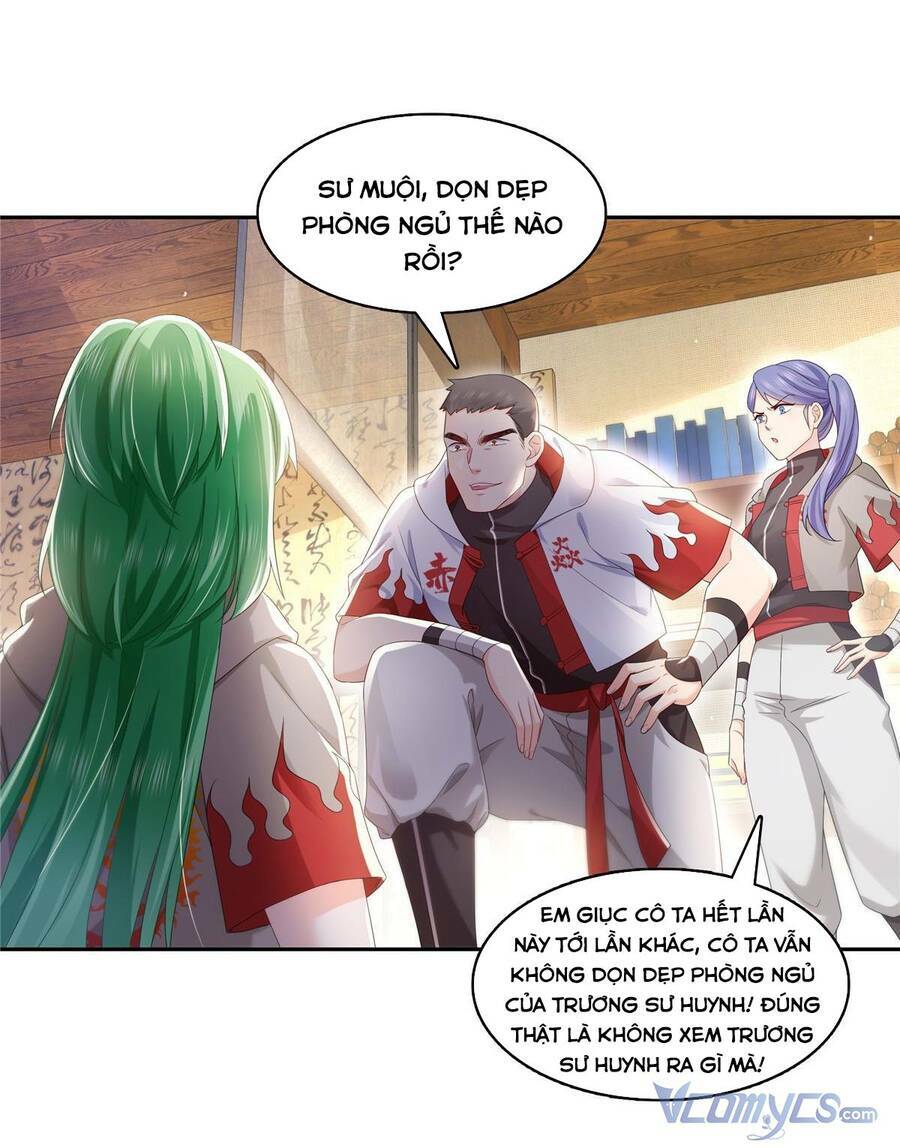 SƯ MUỘI, DỌN DẸP
PHÒNG NGỦ THẾ NÀO
RỒI?
赤
焱
EM GIỤC CÔ TA HẾT LẦN
NÀY TỚI LẦN KHÁC, CÔ TA VẪN
KHÔNG DỌN DẸP PHÒNG NGỦ
CỦA TRƯƠNG SƯ HUYNH! ĐÚNG
THẬT LÀ KHÔNG XEM TRƯƠNG
SƯ HUYNH RA GÌ MÀ!
VCOMYCS.com